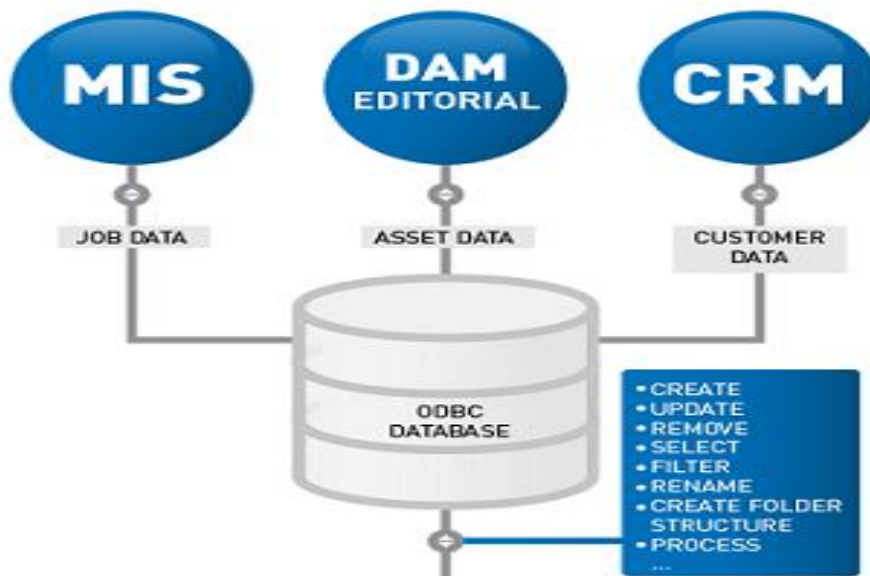 MIS
DAM
EDITORIAL
CRM
JOB DATA
ASSET DATA
CUSTOMER
DATA
ODBC
DATABASE
• CREATE
• UPDATE
• REMOVE
• SELECT
• FILTER
• RENAME
• CREATE FOLDER
STRUCTURE
• PROCESS
...